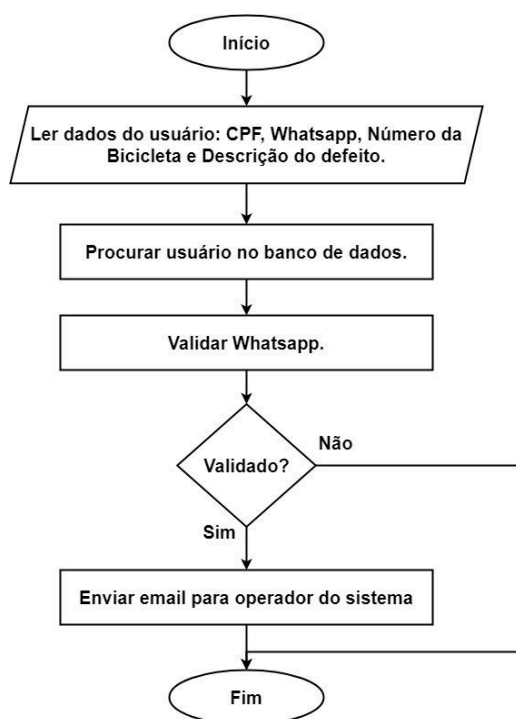 Início
Ler dados do usuário: CPF, Whatsapp, Número da
Bicicleta e Descrição do defeito.
Procurar usuário no banco de dados.
Validar Whatsapp.
Validado?
Não
Sim
Enviar email para operador do sistema
Fim